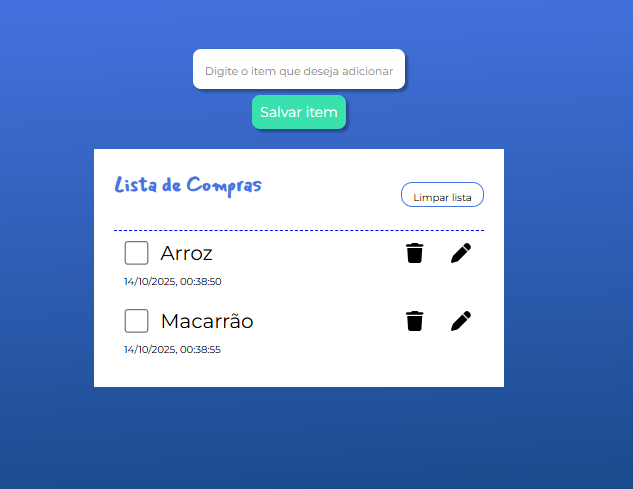 Digite o item que deseja adicionar
Salvar item
Lista de Compras
Limpar lista
Arroz
14/10/2025, 00:38:50
Macarrão
14/10/2025, 00:38:55